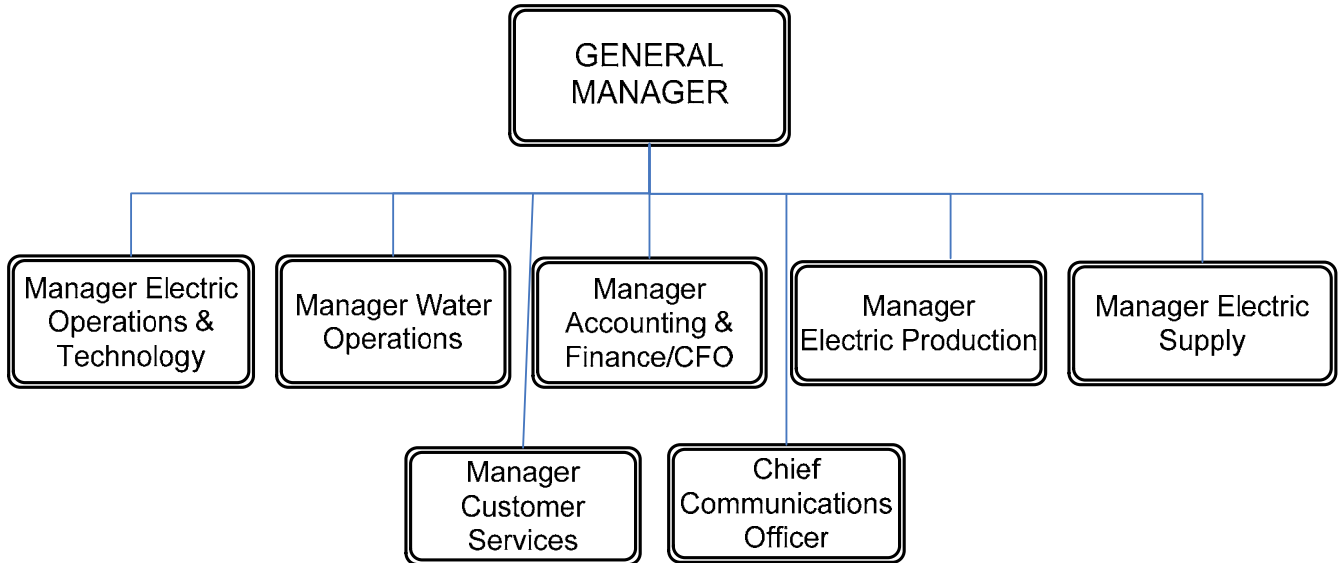 GENERAL
MANAGER
Manager Electric
Operations &
Technology
Manager Water
Operations
Manager
Accounting &
Finance/CFO
Manager
Electric Production
Manager Electric
Supply
Manager
Customer
Services
Chief
Communications
Officer